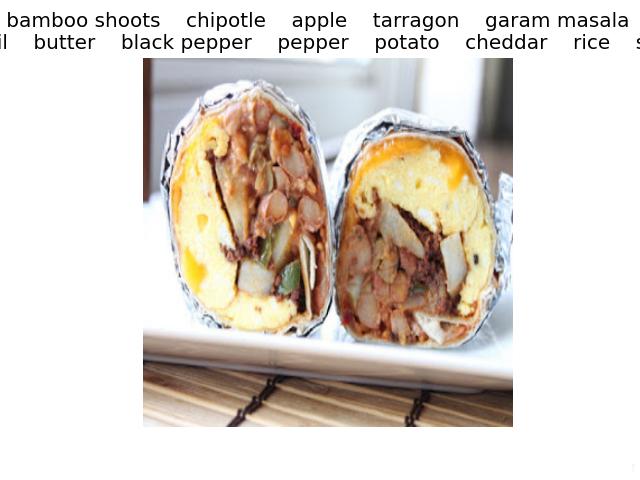 bamboo shoots chipotle apple tarragon garam masala
butter black pepper pepper potato cheddar rice